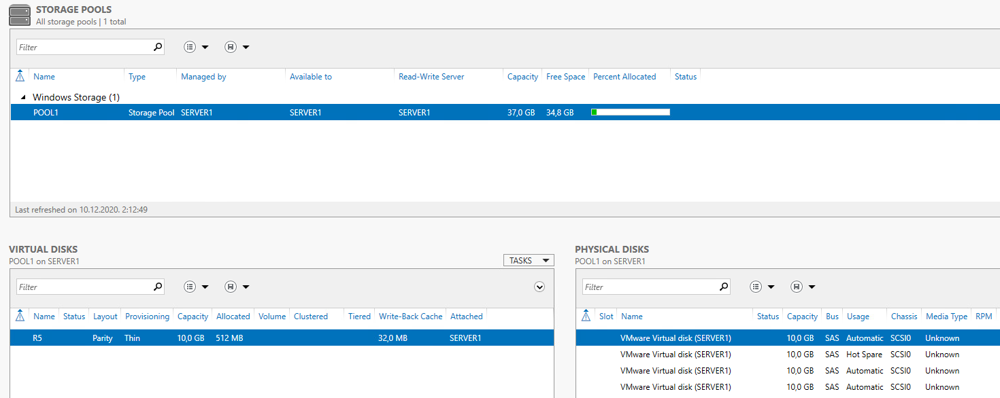 STORAGE POOLS
All storage pools | 1 total
Filter
Name Type Managed by Available to Read-Write Server Capacity Free Space Percent Allocated Status
Windows Storage (1)
POOL1 Storage Pool SERVER1 SERVER1 SERVER1 37,0 GB 34,8 GB
Last refreshed on 10.12.2020. 2:12:49
VIRTUAL DISKS
POOL1 on SERVER1
TASKS
Filter
Name Status Layout Provisioning Capacity Allocated Volume Clustered Tiered Write-Back Cache Attached
R5 Parity Thin 10,0 GB 512 MB 32,0 MB SERVER1
PHYSICAL DISKS
POOL1 on SERVER1
Filter
Slot Name Status Capacity Bus Usage Chassis Media Type RPM
VMware Virtual disk (SERVER1) 10,0 GB SAS Automatic SCSI0 Unknown
VMware Virtual disk (SERVER1) 10,0 GB SAS Hot Spare SCSI0 Unknown
VMware Virtual disk (SERVER1) 10,0 GB SAS Automatic SCSI0 Unknown
VMware Virtual disk (SERVER1) 10,0 GB SAS Automatic SCSI0 Unknown